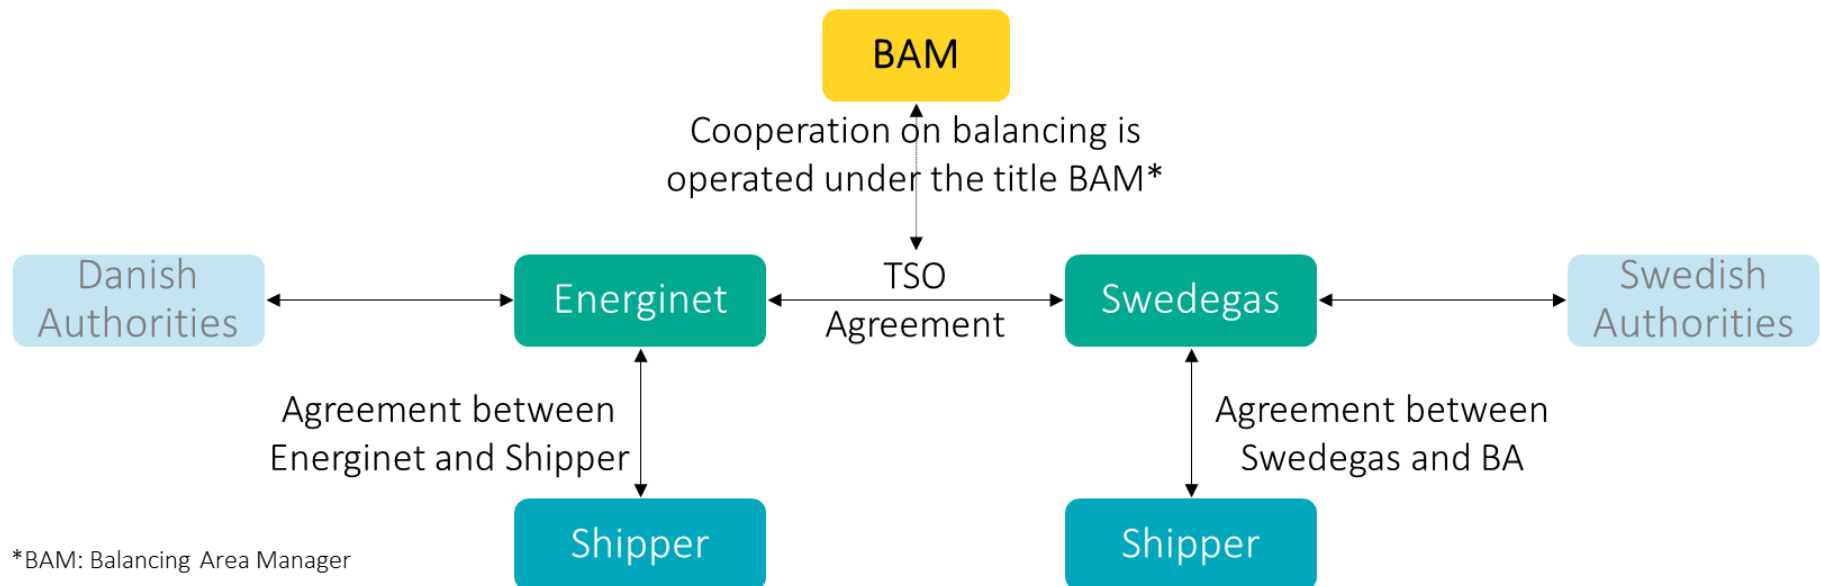 BAM
Cooperation on balancing is
operated under the title BAM*
Danish
Authorities
Energinet
TSO
Agreement
Swedegas
Swedish
Authorities
Agreement between
Energinet and Shipper
Agreement between
Swedegas and BA
Shipper
Shipper
*BAM: Balancing Area Manager